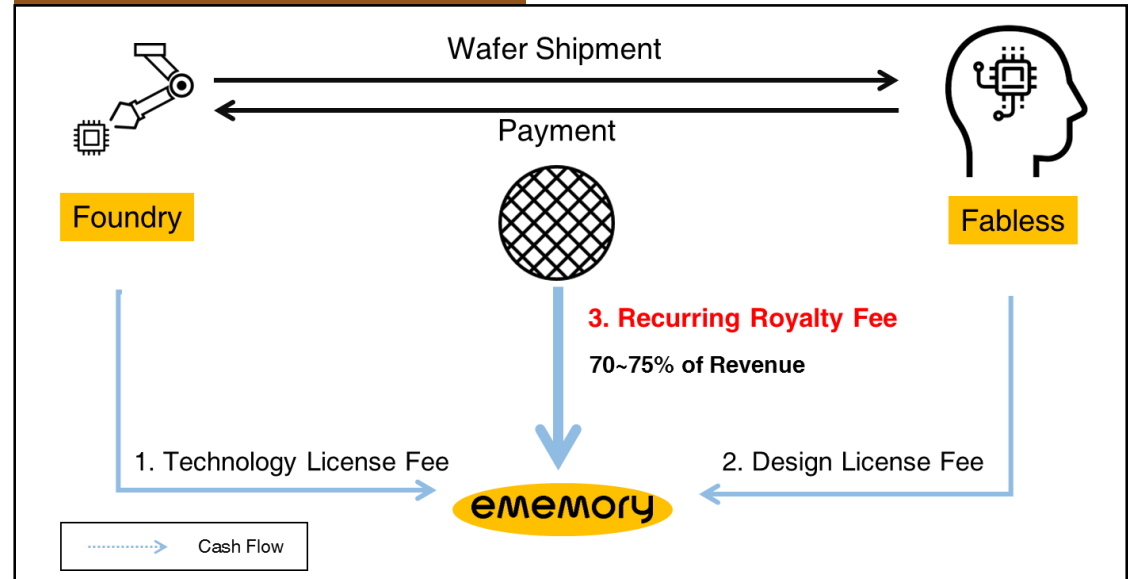 Wafer Shipment
Payment
Foundry
Fabless
3. Recurring Royalty Fee
70~75% of Revenue
1. Technology License Fee
2. Design License Fee
ememory
Cash Flow